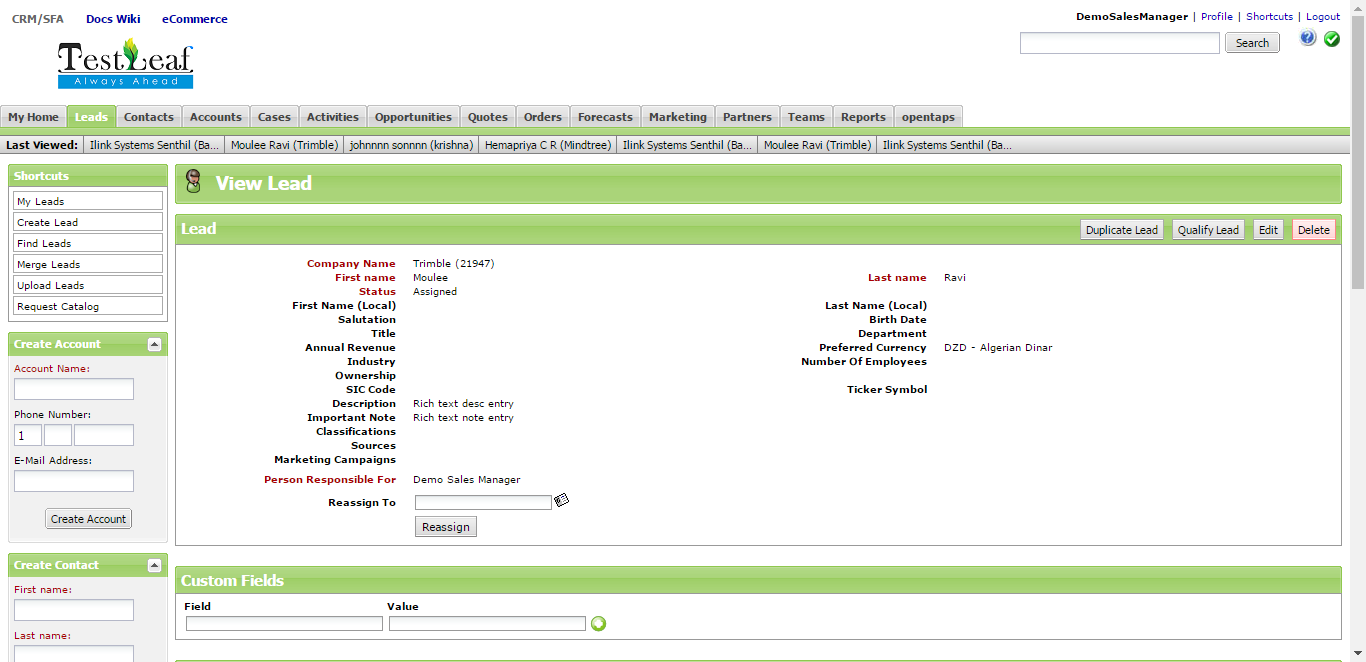 CRM/SFA Docs Wiki eCommerce
DemoSalesManager | Profile | Shortcuts | Logout
TestLeaf
Always Ahead
Search
My Home Leads Contacts Accounts Cases Activities Opportunities Quotes Orders Forecasts Marketing Partners Teams Reports opentaps
Last Viewed: Ilink Systems Senthil (Ba... Moulee Ravi (Trimble) johnnnn sonnnn (krishna) Hemapriya C R (Mindtree) Ilink Systems Senthil (Ba... Moulee Ravi (Trimble) Ilink Systems Senthil (Ba...
Shortcuts
My Leads
Create Lead
Find Leads
Merge Leads
Upload Leads
Request Catalog
Create Account
Account Name:
Phone Number:
1
E-Mail Address:
Create Account
Create Contact
First name:
Last name:
View Lead
Lead
Duplicate Lead Qualify Lead Edit Delete
Company Name Trimble (21947)
First name Moulee Last name Ravi
Status Assigned
First Name (Local) Last Name (Local)
Salutation Birth Date
Title Department
Annual Revenue Preferred Currency DZD - Algerian Dinar
Industry Number Of Employees
Ownership
SIC Code Ticker Symbol
Description Rich text desc entry
Important Note Rich text note entry
Classifications
Sources
Marketing Campaigns
Person Responsible For Demo Sales Manager
Reassign To
Reassign
Custom Fields
Field Value